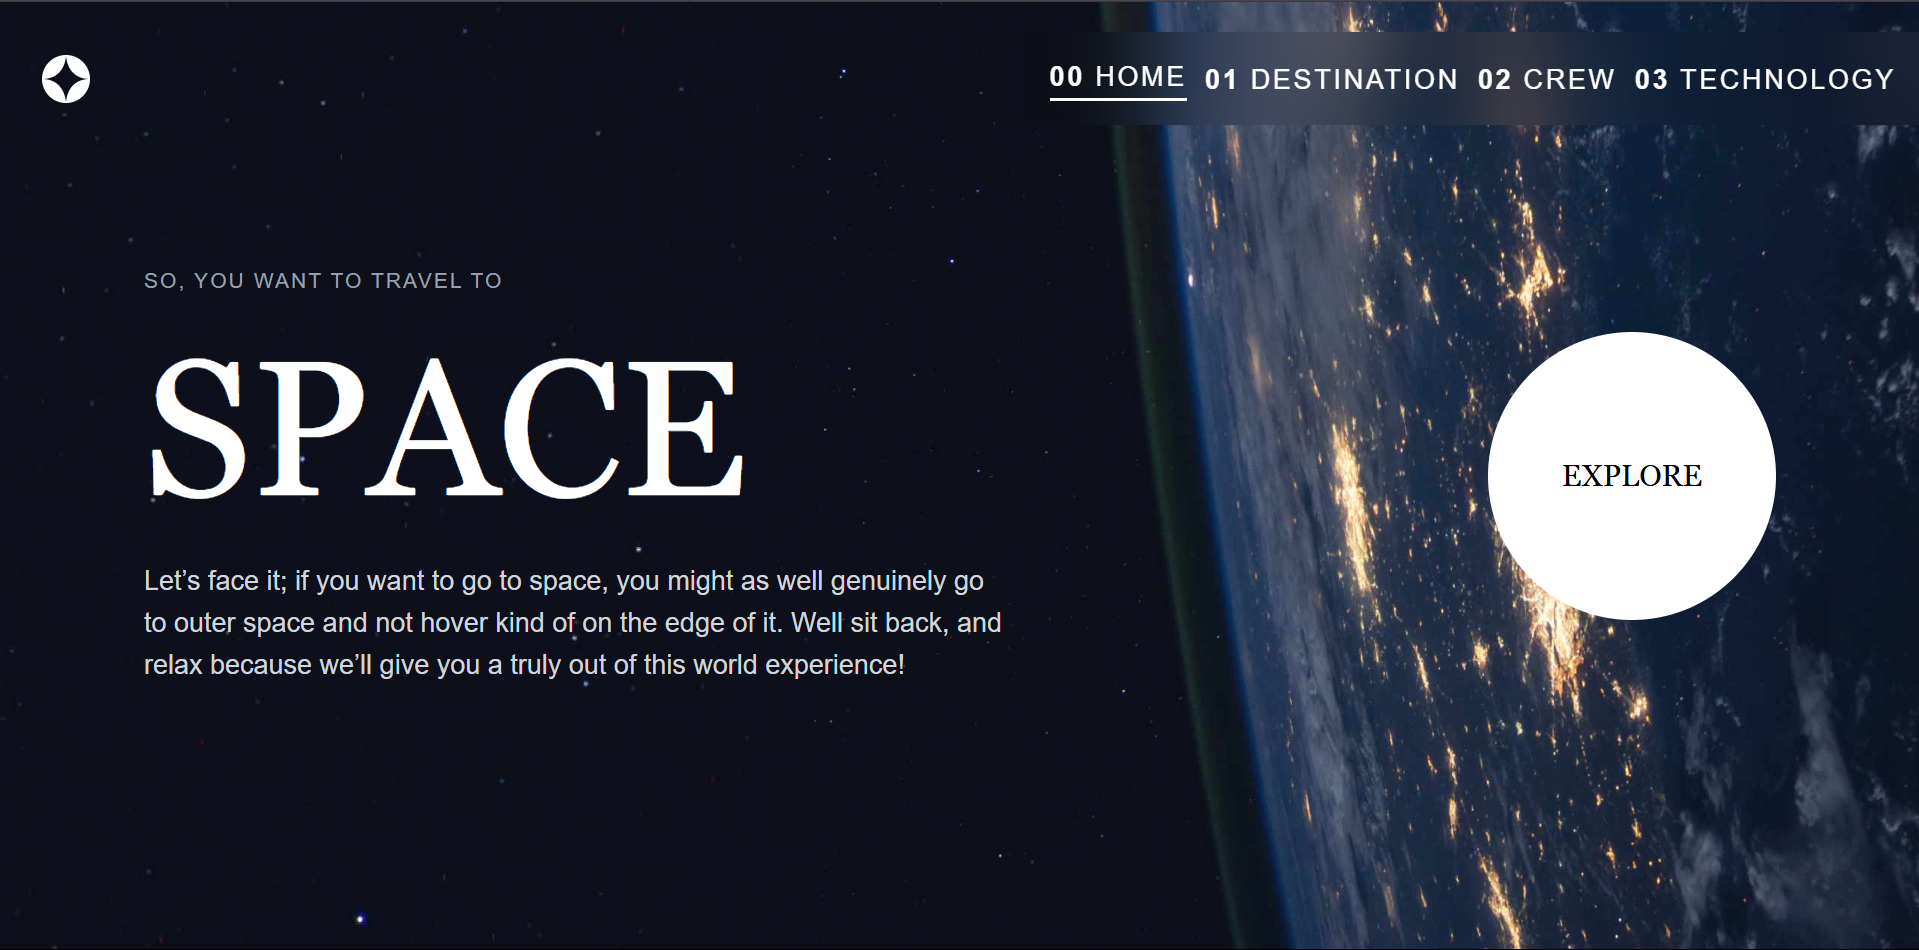 00 HOME 01 DESTINATION 02 CREW 03 TECHNOLOGY
SO, YOU WANT TO TRAVEL TO
SPACE
Let’s face it; if you want to go to space, you might as well genuinely go
to outer space and not hover kind of on the edge of it. Well sit back, and
relax because we’ll give you a truly out of this world experience!
EXPLORE